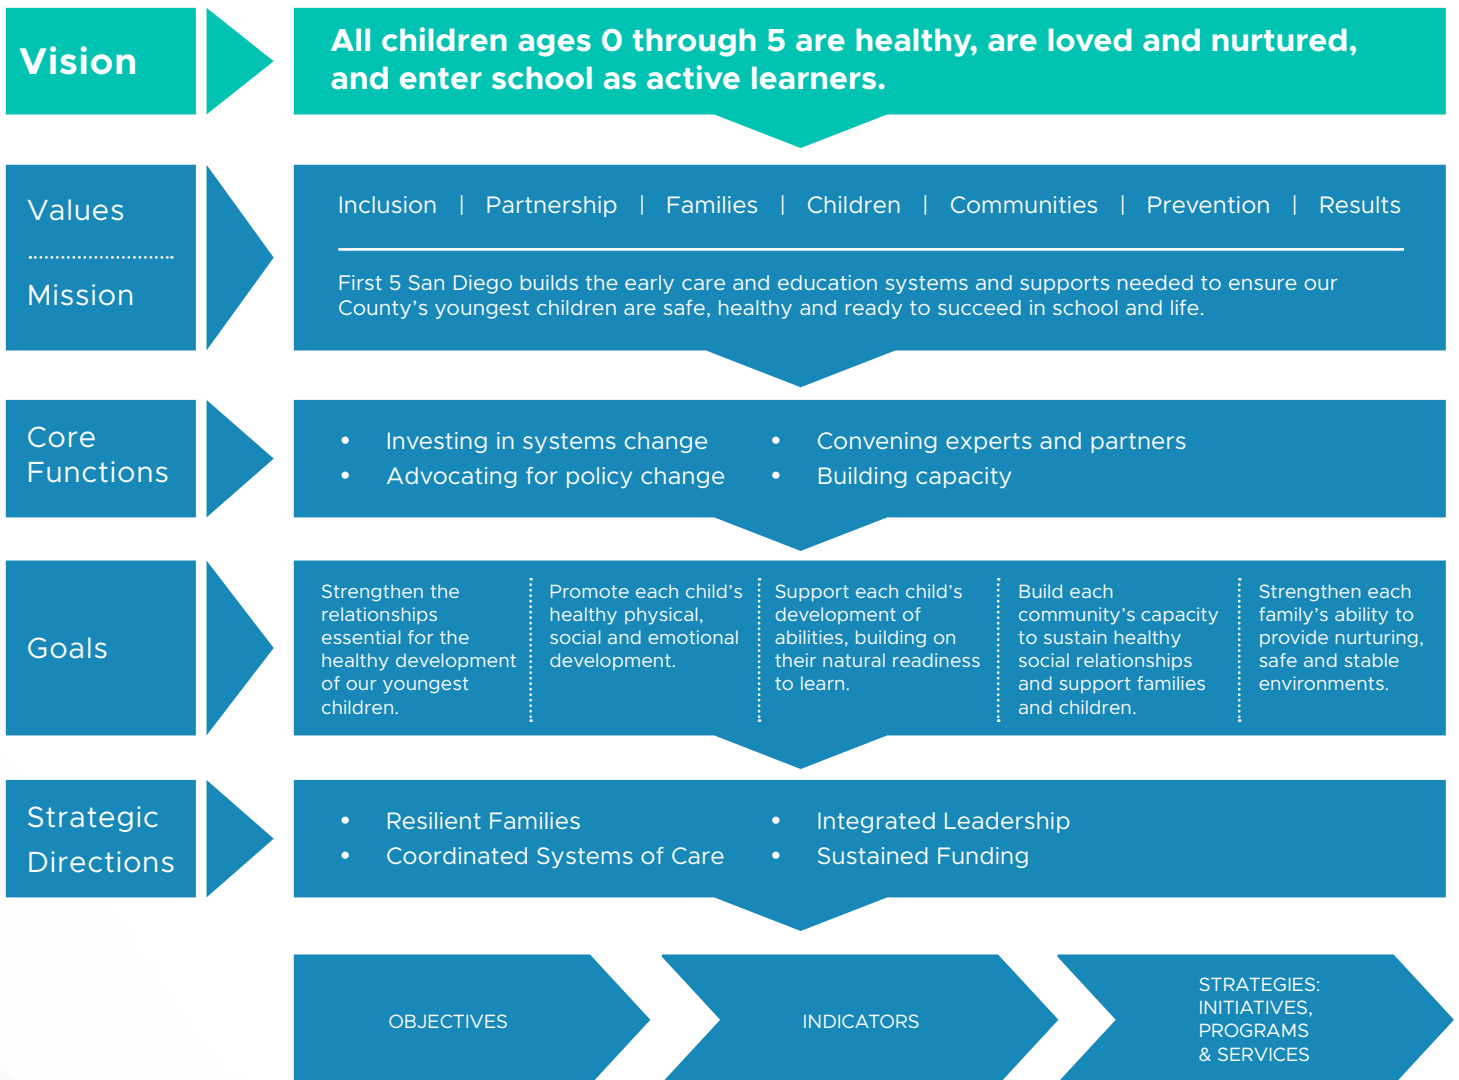 Vision
All children ages 0 through 5 are healthy, are loved and nurtured,
and enter school as active learners.
Values
Mission
Inclusion | Partnership | Families | Children | Communities | Prevention | Results
First 5 San Diego builds the early care and education systems and supports needed to ensure our
County's youngest children are safe, healthy and ready to succeed in school and life.
Core
Functions
• Investing in systems change
• Advocating for policy change
• Convening experts and partners
• Building capacity
Goals
Strengthen the
relationships
essential for the
healthy development
of our youngest
children.
Promote each child's
healthy physical,
social and emotional
development.
Support each child's
development of
abilities, building on
their natural readiness
to learn.
Build each
community's capacity
to sustain healthy
social relationships
and support families
and children.
Strengthen each
family's ability to
provide nurturing,
safe and stable
environments.
Strategic
Directions
• Resilient Families
• Coordinated Systems of Care
• Integrated Leadership
• Sustained Funding
OBJECTIVES
INDICATORS
STRATEGIES:
INITIATIVES,
PROGRAMS
& SERVICES